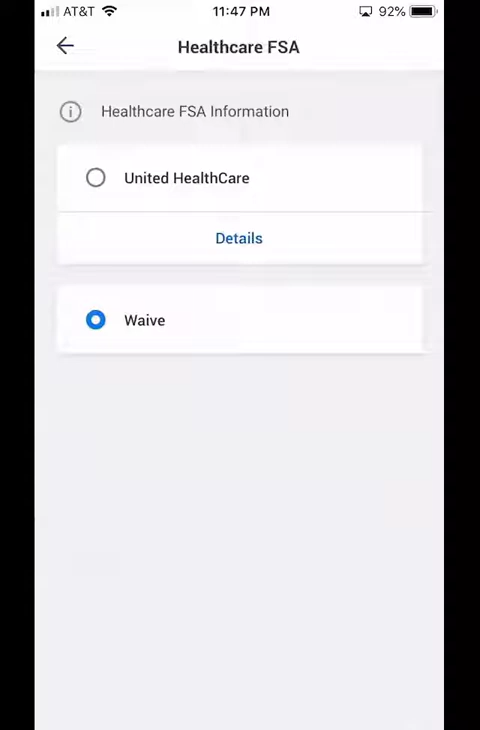 AT&T 11:47 PM 92%
Healthcare FSA
Healthcare FSA Information
United HealthCare
Details
Waive